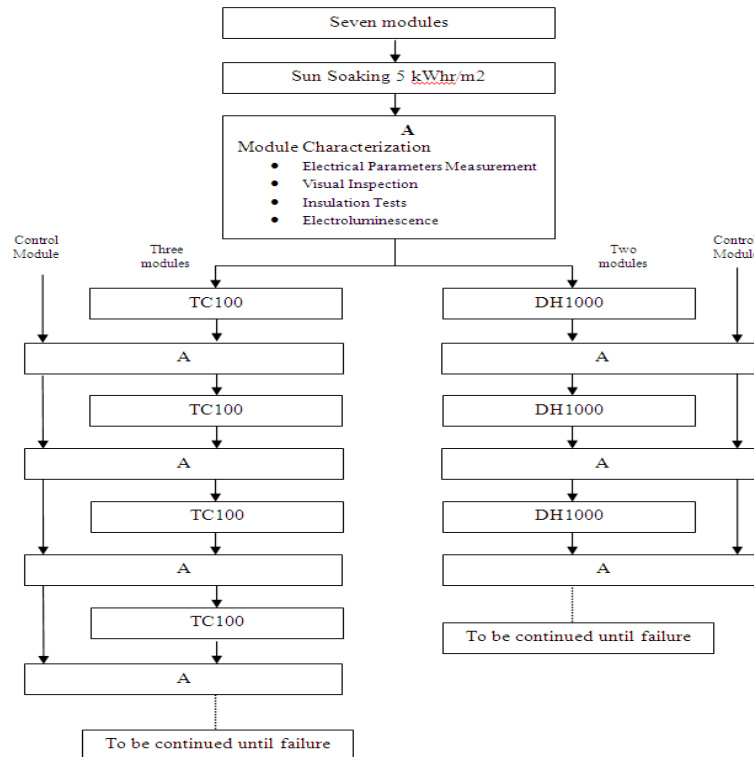 Seven modules
Sun Soaking 5 kWhr/m2
A
Module Characterization
● Electrical Parameters Measurement
● Visual Inspection
● Insulation Tests
● Electroluminescence
Control
Module
Three
modules
Two
modules
Control
Module
TC100
DH1000
A
A
TC100
DH1000
A
A
TC100
DH1000
A
A
TC100
To be continued until failure
A
To be continued until failure